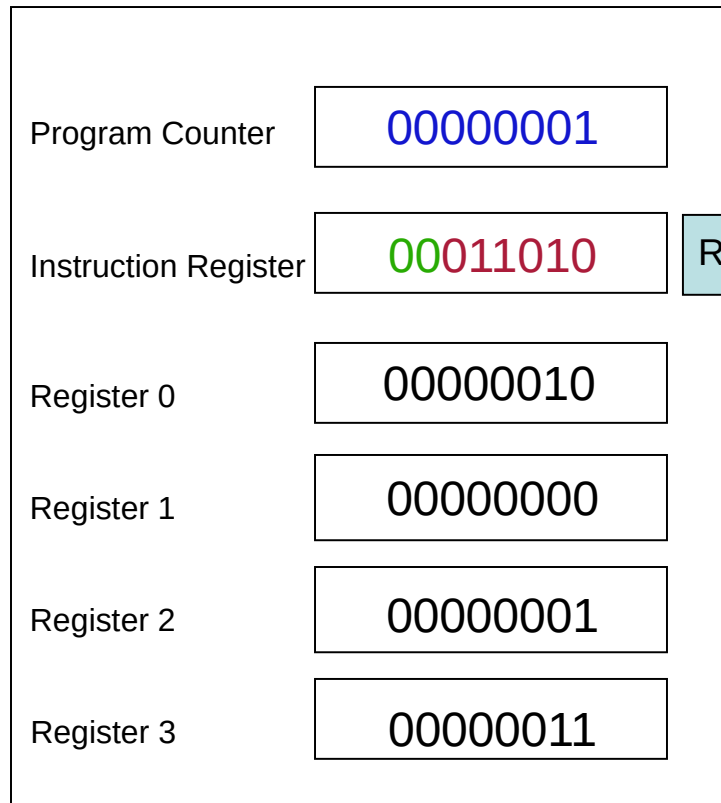 Program Counter 00000001
Instruction Register 00011010 R
Register 0 00000010
Register 1 00000000
Register 2 00000001
Register 3 00000011